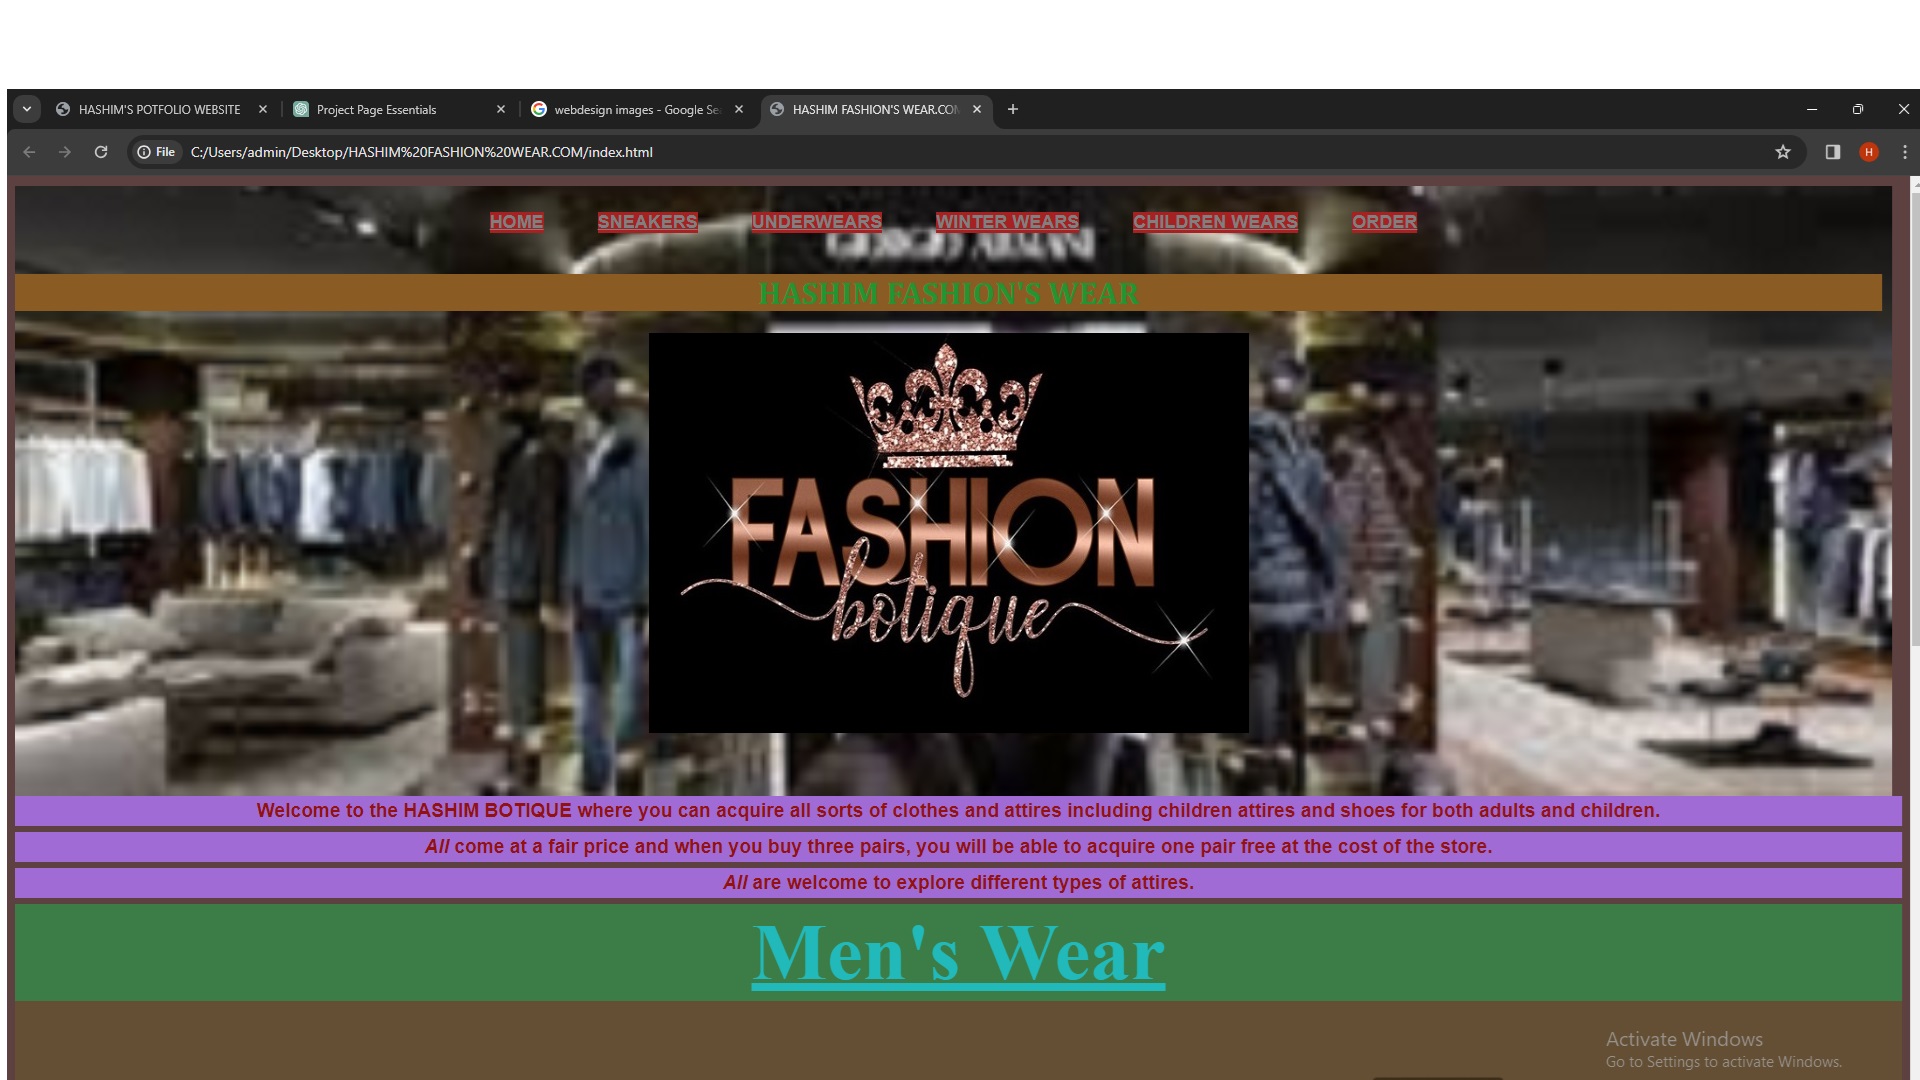 HASHIM'S POTFOLIO WEBSITE
Project Page Essentials
webdesign images - Google Se
HASHIM FASHION'S WEAR.CO
File
C:/Users/admin/Desktop/HASHIM%20FASHION%20WEAR.COM/index.html
H
HOME SNEAKERS UNDERWEARS WINTER WEARS CHILDREN WEARS ORDER
GIORGIO ARMANI
HASHIM FASHION'S WEAR
FASHION
botique
Welcome to the HASHIM BOTIQUE where you can acquire all sorts of clothes and attires including children attires and shoes for both adults and children.
All come at a fair price and when you buy three pairs, you will be able to acquire one pair free at the cost of the store.
All are welcome to explore different types of attires.
Men's Wear
Activate Windows
Go to Settings to activate Windows.